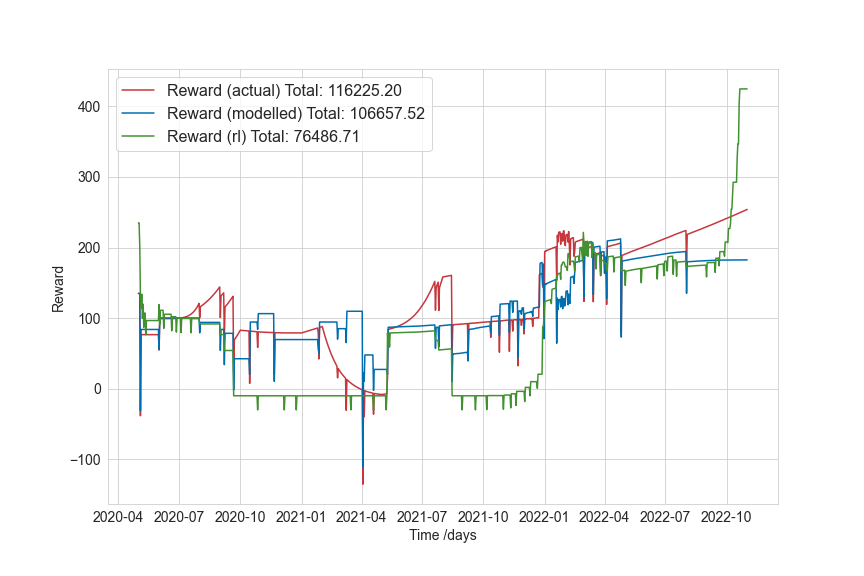 Reward (actual) Total: 116225.20
Reward (modelled) Total: 106657.52
Reward (rl) Total: 76486.71
400
300
200
100
0
−100
Reward
2020-04 2020-07 2020-10 2021-01 2021-04 2021-07 2021-10 2022-01 2022-04 2022-07 2022-10
Time /days